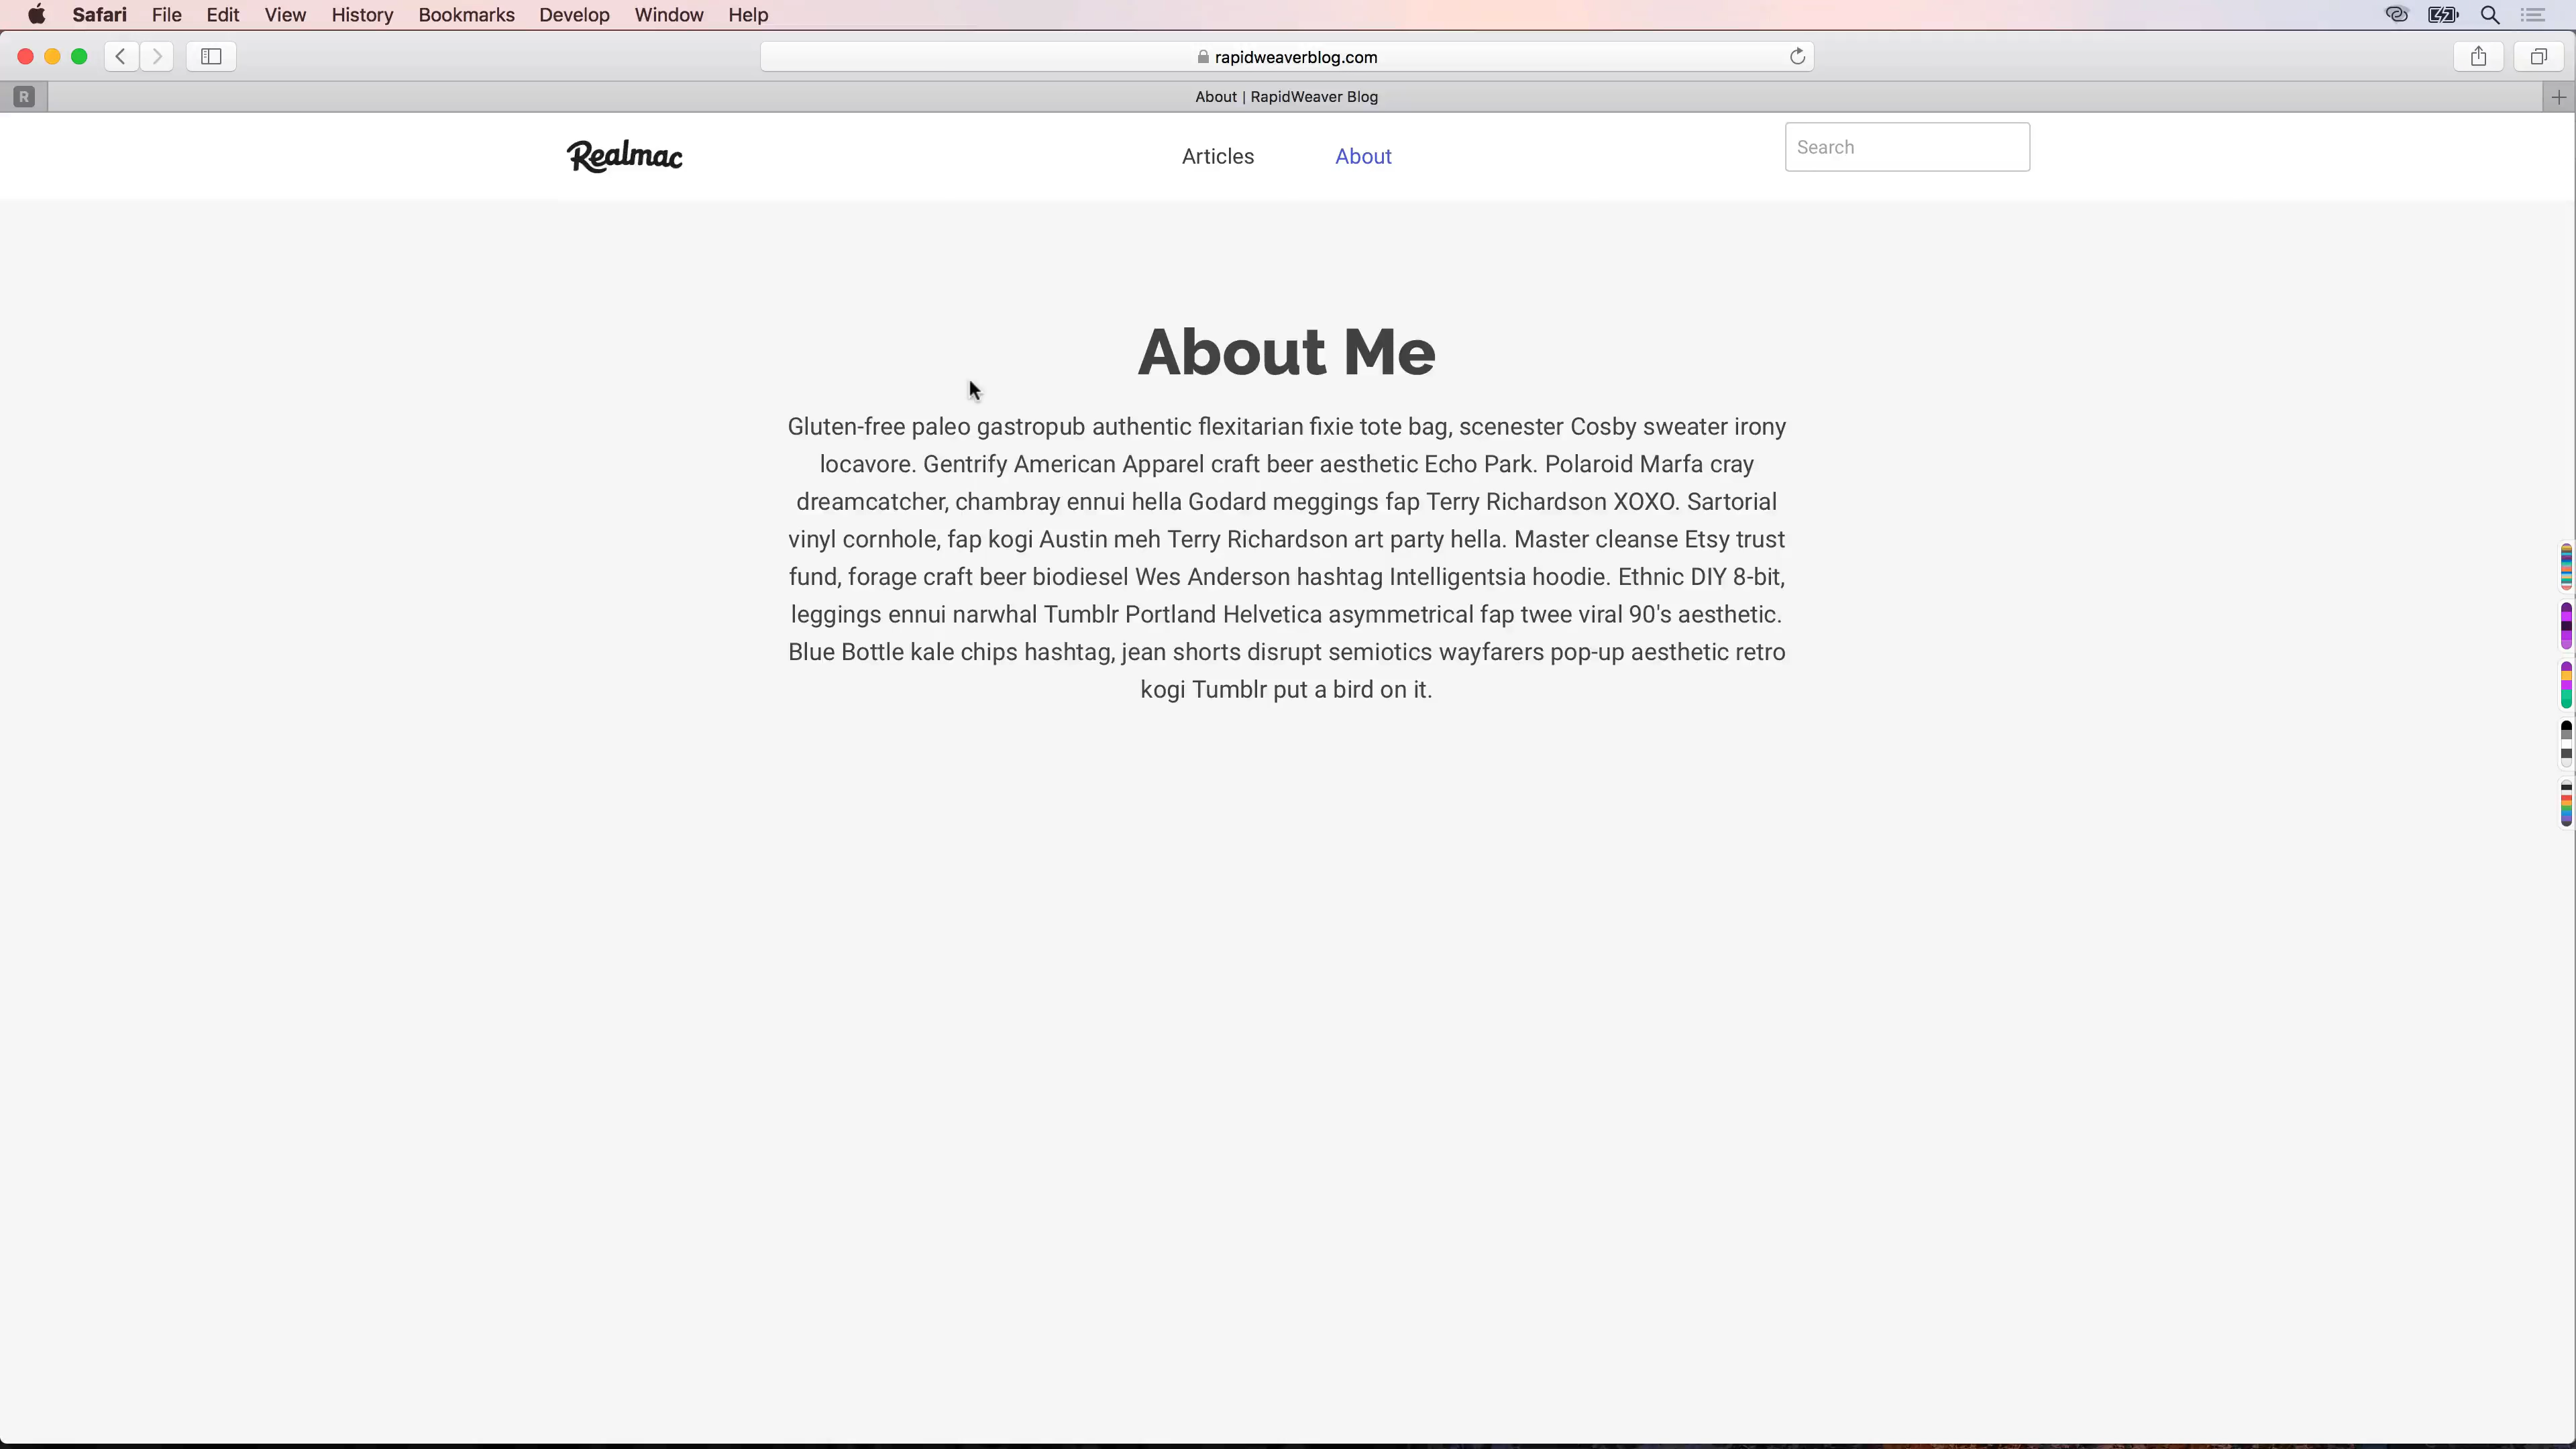 Safari File Edit View History Bookmarks Develop Window Help
rapidweaverblog.com
R
About | RapidWeaver Blog
Realmac
Articles
About
Search
About Me
Gluten-free paleo gastropub authentic flexitarian fixie tote bag, scenester Cosby sweater irony
locavore. Gentrify American Apparel craft beer aesthetic Echo Park. Polaroid Marfa cray
dreamcatcher, chambray ennui hella Godard meggings fap Terry Richardson XOXO. Sartorial
vinyl cornhole, fap kogi Austin meh Terry Richardson art party hella. Master cleanse Etsy trust
fund, forage craft beer biodiesel Wes Anderson hashtag Intelligentsia hoodie. Ethnic DIY 8-bit,
leggings ennui narwhal Tumblr Portland Helvetica asymmetrical fap twee viral 90's aesthetic.
Blue Bottle kale chips hashtag, jean shorts disrupt semiotics wayfarers pop-up aesthetic retro
kogi Tumblr put a bird on it.